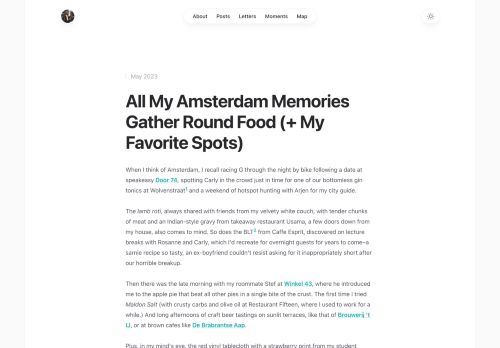 About Posts Letters Moments Map
May 2023
All My Amsterdam Memories
Gather Round Food (+ My
Favorite Spots)
When I think of Amsterdam, I recall racing G through the night by bike following a date at
speakeasy Door 74, spotting Carly in the crowd just in time for one of our bottomless gin
tonics at Wolvenstraat1 and a weekend of hotspot hunting with Arjen for my city guide.
The lamb roti, always shared with friends from my velvety white couch, with tender chunks
of meat and an Indian-style gravy from takeaway restaurant Usama, a few doors down from
my house, also comes to mind. So does the BLT2 from Caffe Esprit, discovered on lecture
breaks with Rosanne and Carly, which I'd recreate for overnight guests for years to come–a
sarnie recipe so tasty, an ex-boyfriend couldn't resist asking for it inappropriately short after
our horrible breakup.
Then there was the late morning with my roommate Stef at Winkel 43, where he introduced
me to the apple pie that beat all other pies in a single bite of the crust. The first time I tried
Maldon Salt (with crusty carbs and olive oil at Restaurant Fifteen, where I used to work for a
while.) And long afternoons of craft beer tastings on sunlit terraces, like that of Brouwerij 't
IJ, or at brown cafes like De Brabantse Aap.
Plus, in my mind's eye, the red vinyl tablecloth with a strawberry print from my student